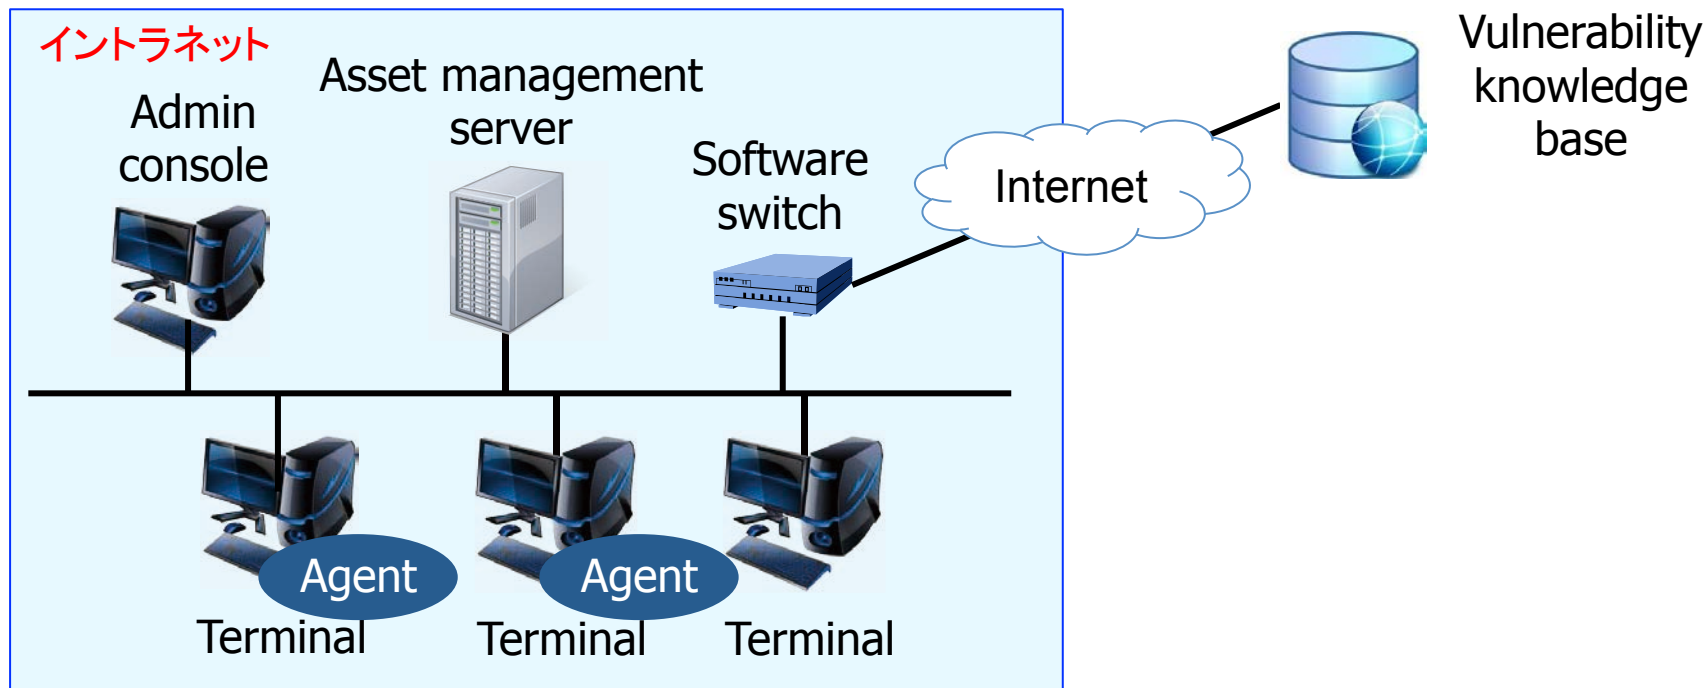 イントラネット
Admin
console
Asset management
server
Software
switch
Internet
Vulnerability
knowledge
base
Agent
Terminal
Agent
Terminal
Terminal